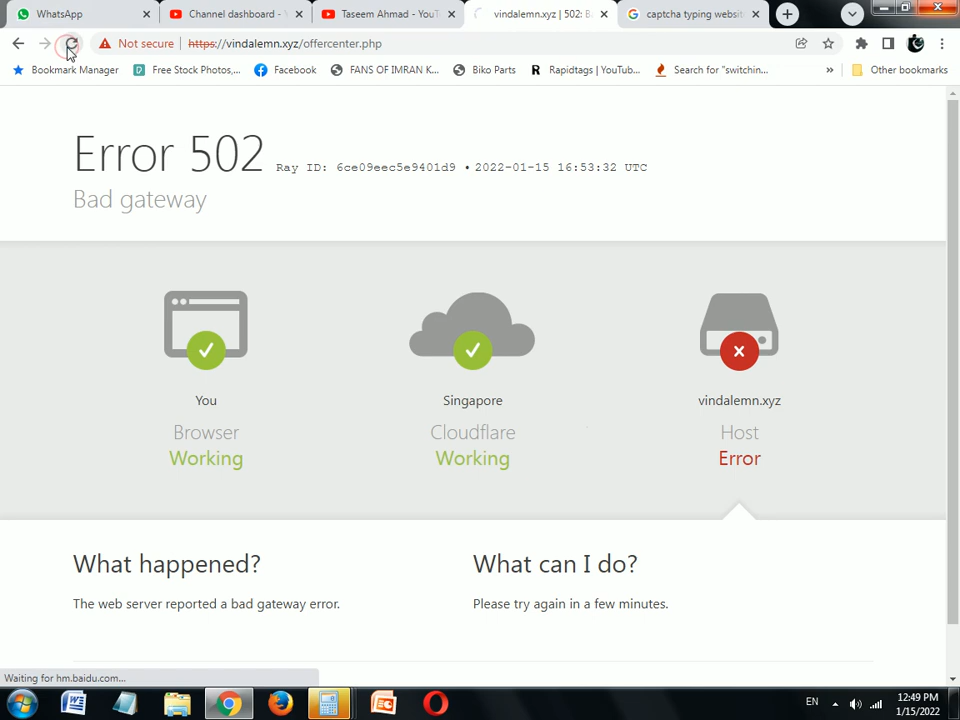 WhatsApp
Channel dashboard - Y
Taseem Ahmad - YouT
vindalemn.xyz | 502: B
captcha typing websit
Not secure
https://vindalemn.xyz/offercenter.php
Bookmark Manager
Free Stock Photos,...
Facebook
FANS OF IMRAN K...
Biko Parts
Rapidtags | YouTub...
Search for "switchin...
»
Other bookmarks
Error 502
Ray ID: 6ce09eec5e9401d9 • 2022-01-15 16:53:32 UTC
Bad gateway
You
Browser
Working
Singapore
Cloudflare
Working
vindalemn.xyz
Host
Error
What happened?
The web server reported a bad gateway error.
What can I do?
Please try again in a few minutes.
Waiting for hm.baidu.com...
EN
12:49 PM
1/15/2022